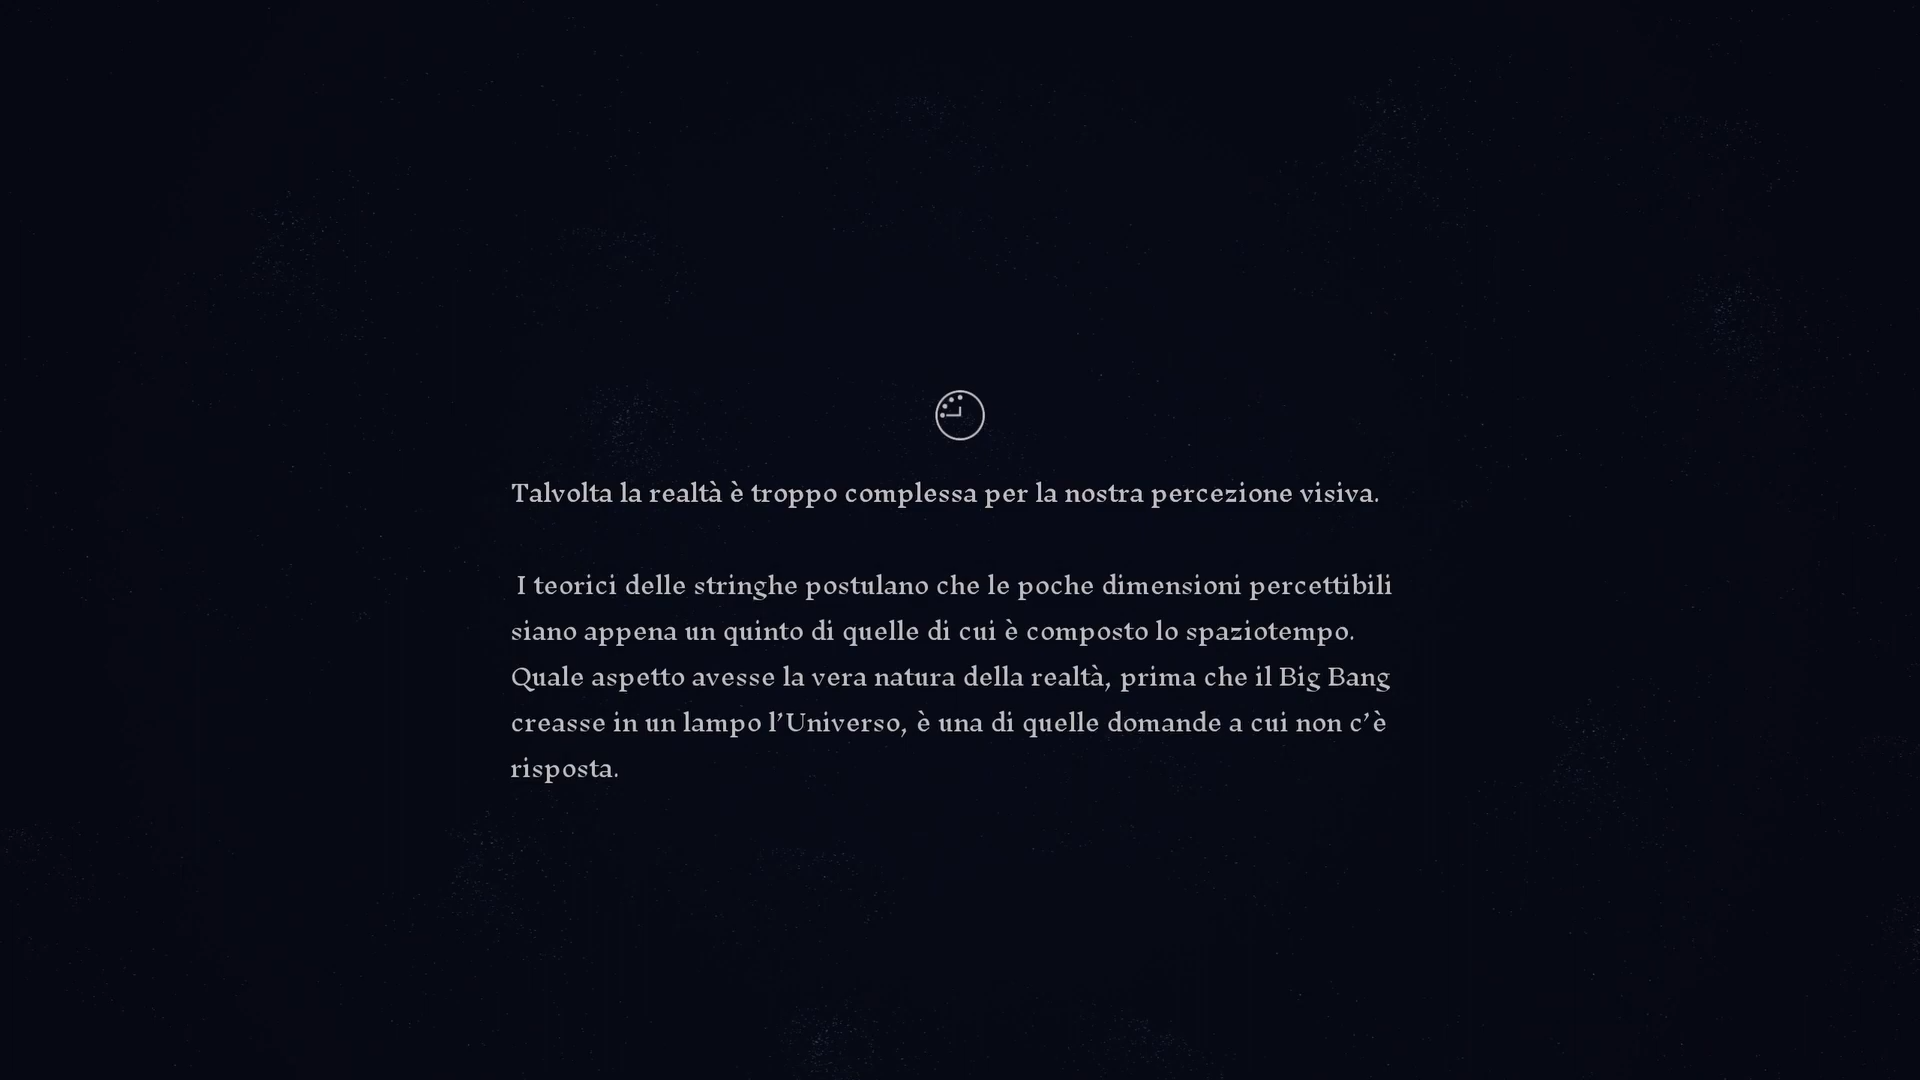 Talvolta la realtà è troppo complessa per la nostra percezione visiva.
I teorici delle stringhe postulano che le poche dimensioni percettibili
siano appena un quinto di quelle di cui è composto lo spaziotempo.
Quale aspetto avesse la vera natura della realtà, prima che il Big Bang
creasse in un lampo l’Universo, è una di quelle domande a cui non c’è
risposta.